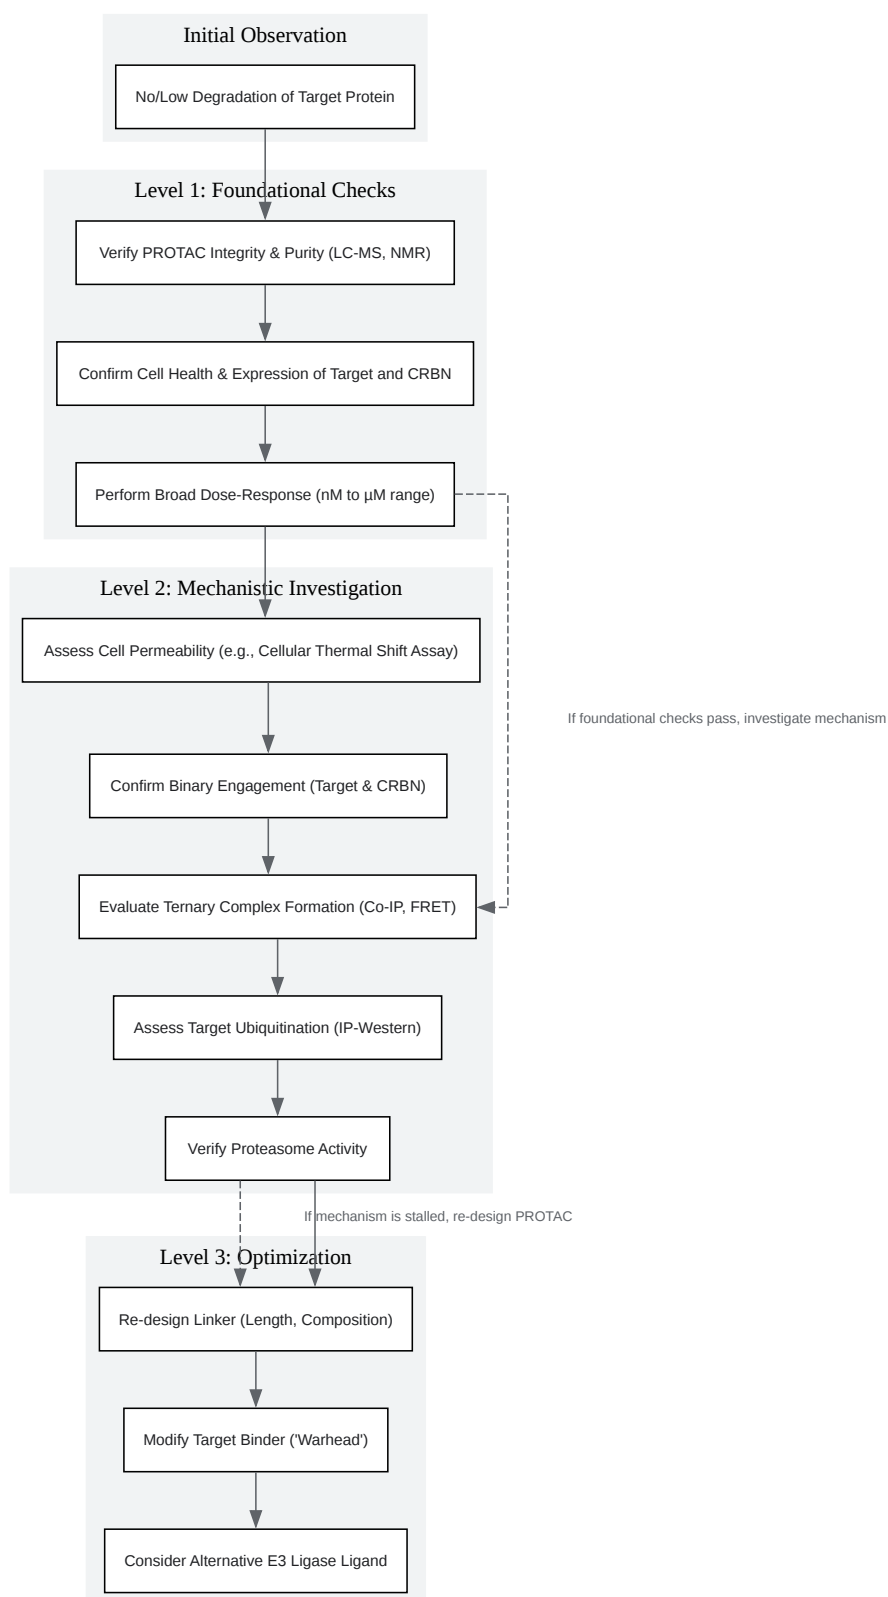 Initial Observation
No/Low Degradation of Target Protein
Level 1: Foundational Checks
Verify PROTAC Integrity & Purity (LC-MS, NMR)
Confirm Cell Health & Expression of Target and CRBN
Perform Broad Dose-Response (nM to µM range)
Level 2: Mechanistic Investigation
Assess Cell Permeability (e.g., Cellular Thermal Shift Assay)
If foundational checks pass, investigate mechanism
Confirm Binary Engagement (Target & CRBN)
Evaluate Ternary Complex Formation (Co-IP, FRET)
Assess Target Ubiquitination (IP-Western)
Verify Proteasome Activity
If mechanism is stalled, re-design PROTAC
Level 3: Optimization
Re-design Linker (Length, Composition)
Modify Target Binder ('Warhead')
Consider Alternative E3 Ligase Ligand